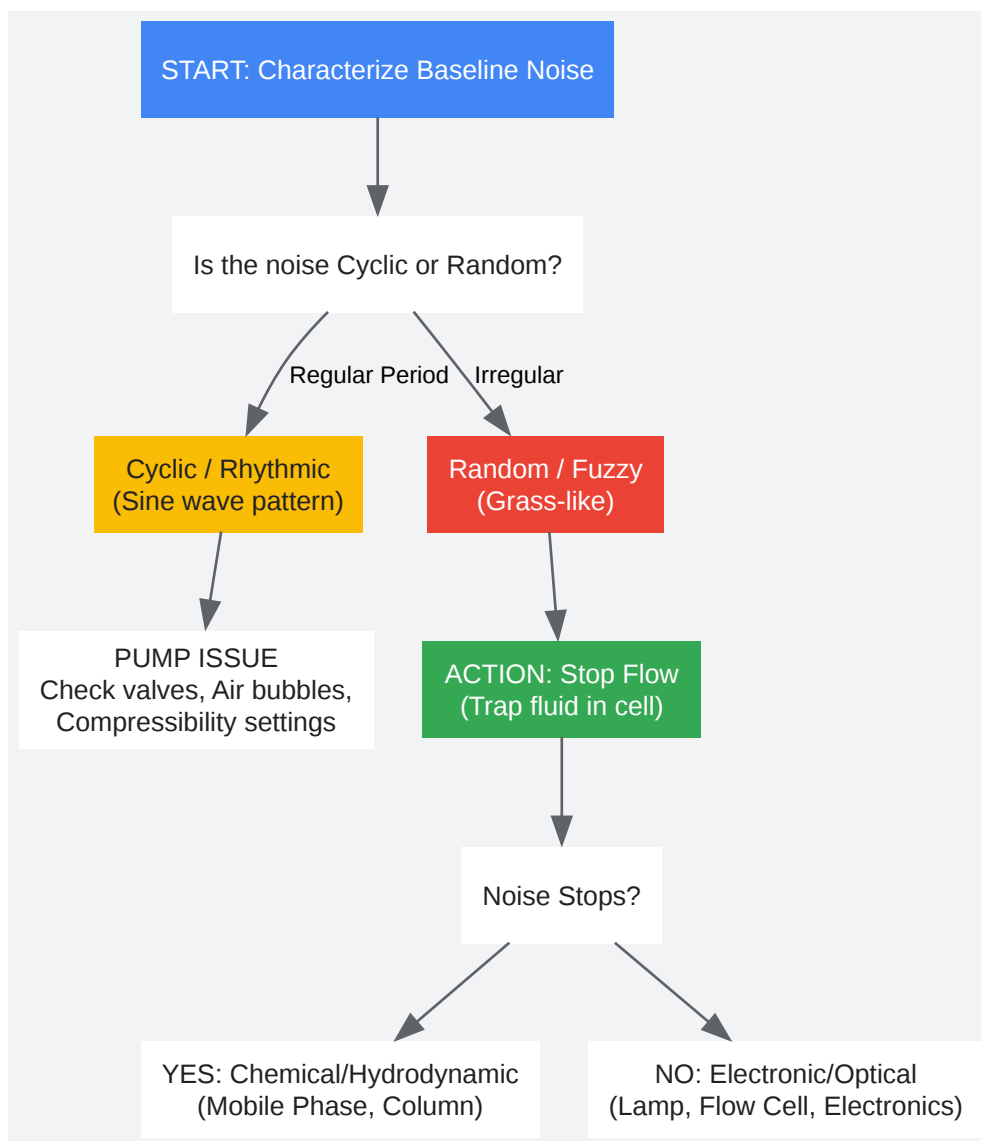 START: Characterize Baseline Noise
Is the noise Cyclic or Random?
Regular Period
Irregular
Cyclic / Rhythmic
(Sine wave pattern)
Random / Fuzzy
(Grass-like)
PUMP ISSUE
Check valves, Air bubbles,
Compressibility settings
ACTION: Stop Flow
(Trap fluid in cell)
Noise Stops?
YES: Chemical/Hydrodynamic
(Mobile Phase, Column)
NO: Electronic/Optical
(Lamp, Flow Cell, Electronics)